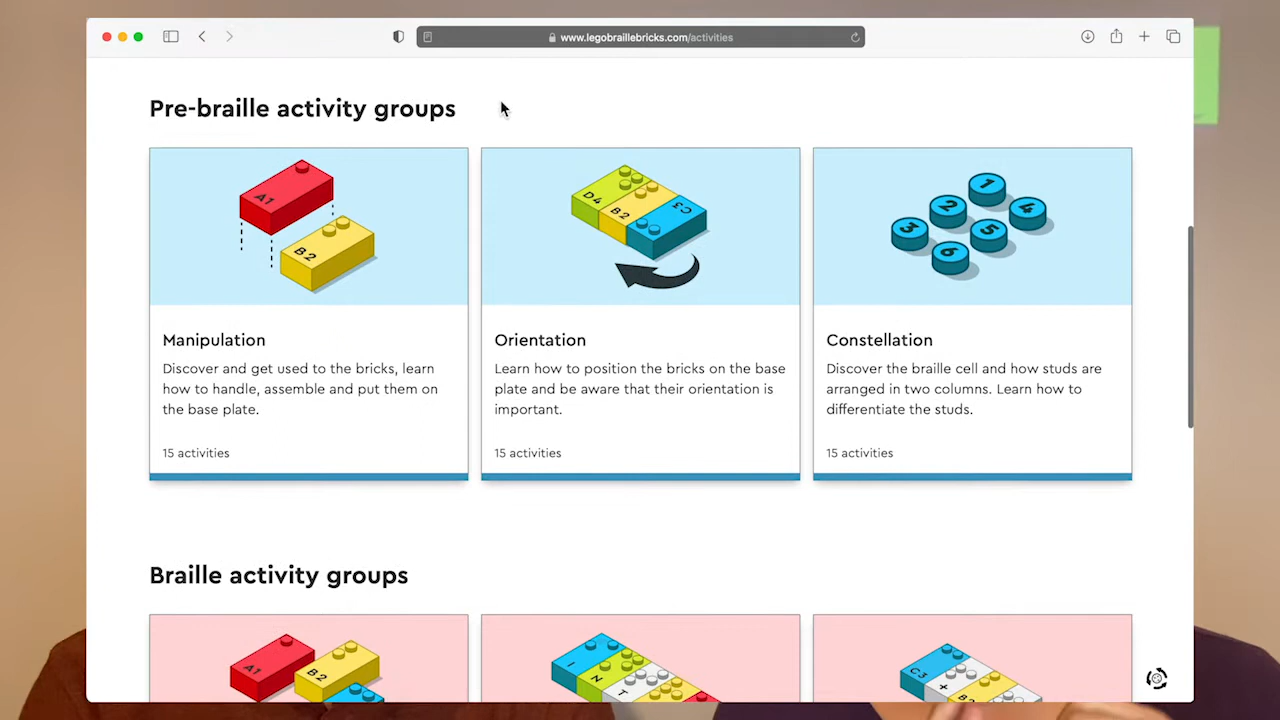 www.legobraillebricks.com/activities
Pre-braille activity groups
A1
B2
D4
B2
C3
1
2
4
3
5
6
Manipulation
Discover and get used to the bricks, learn
how to handle, assemble and put them on
the base plate.
15 activities
Orientation
Learn how to position the bricks on the base
plate and be aware that their orientation is
important.
15 activities
Constellation
Discover the braille cell and how studs are
arranged in two columns. Learn how to
differentiate the studs.
15 activities
Braille activity groups
A1
B2
I
N
T
C3
+
B2